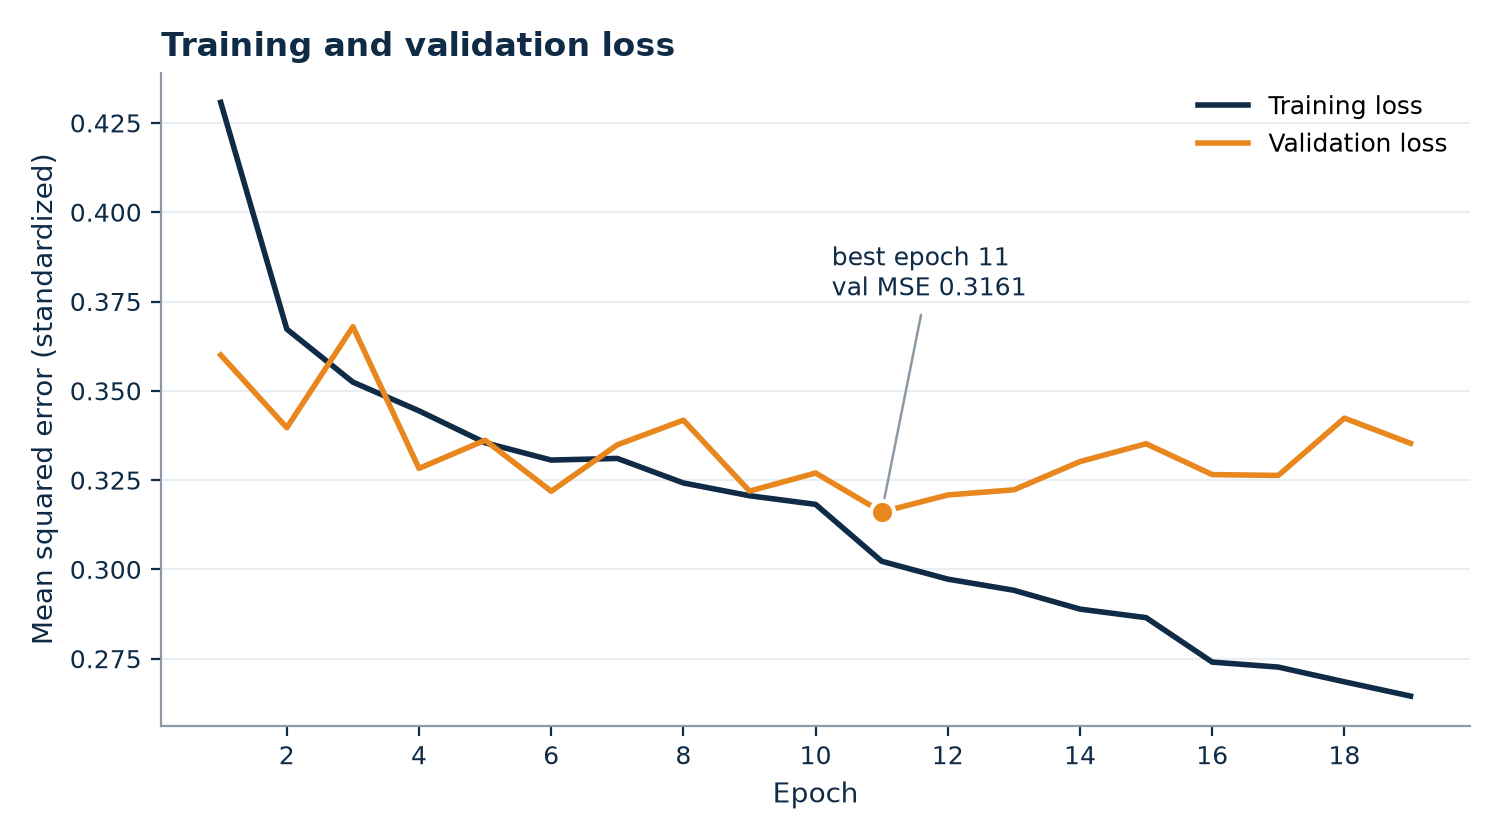 Training and validation loss
Training loss
Validation loss
best epoch 11
val MSE 0.3161
Mean squared error (standardized)
0.425
0.400
0.375
0.350
0.325
0.300
0.275
2 4 6 8 10 12 14 16 18
Epoch